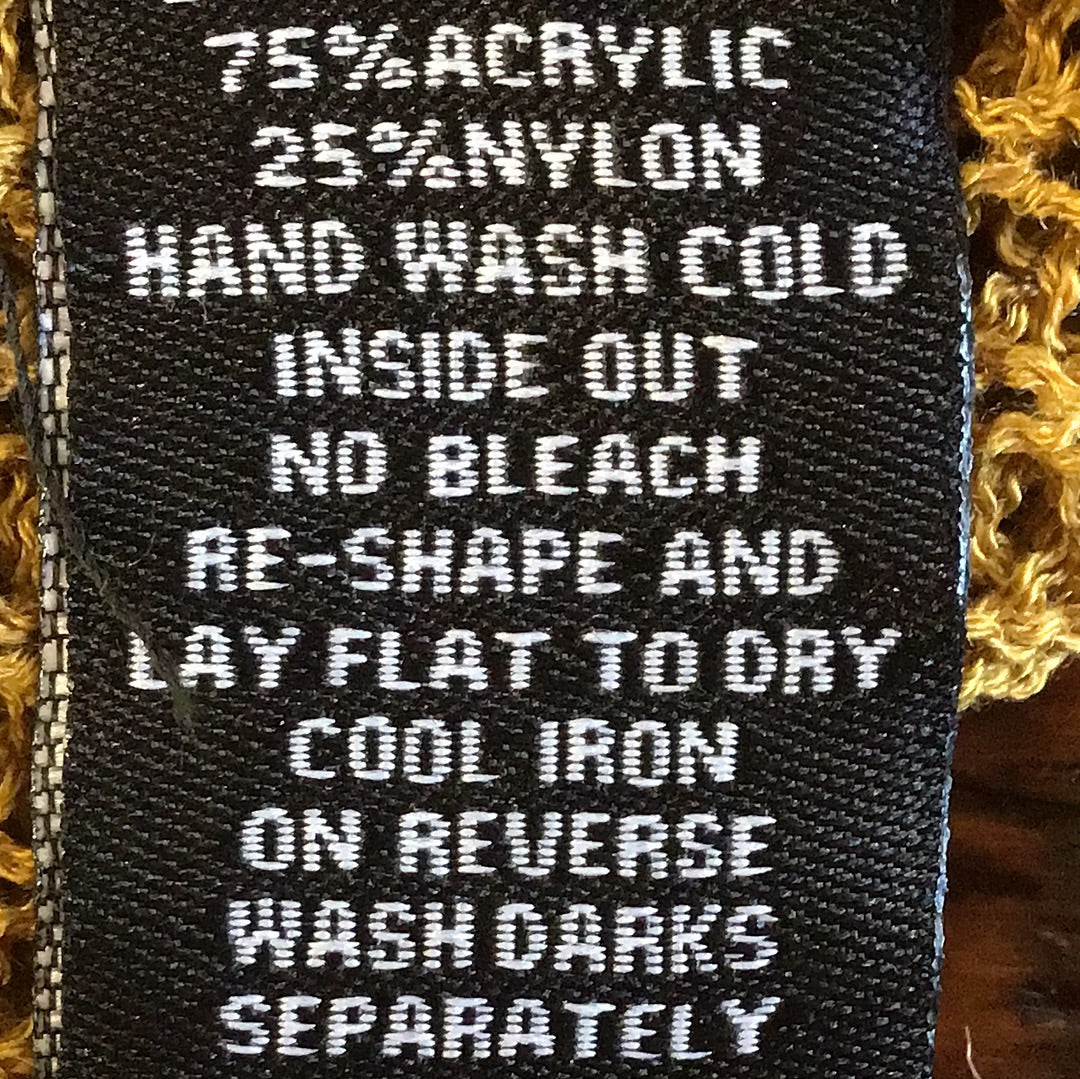 75%ACRYLIC
25%NYLON
HAND WASH COLD
INSIDE OUT
NO BLEACH
RE-SHAPE AND
LAY FLAT TO DRY
COOL IRON
ON REVERSE
WASH DARKS
SEPARATELY